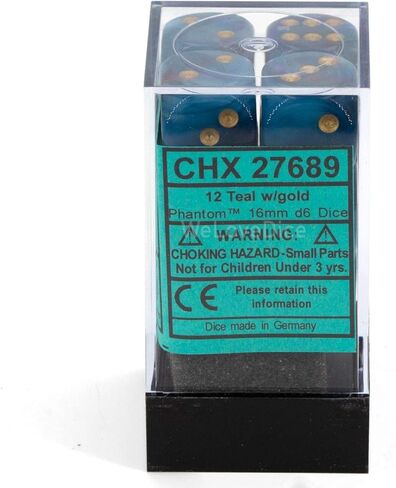 CHX 27689
12 Teal w/gold
Phantom™ 16mm d6 Dice
WeLoveDice
WARNING:
CHOKING HAZARD-Small Parts
Not for Children Under 3 yrs.
CE
Please retain this
information
Dice made in Germany